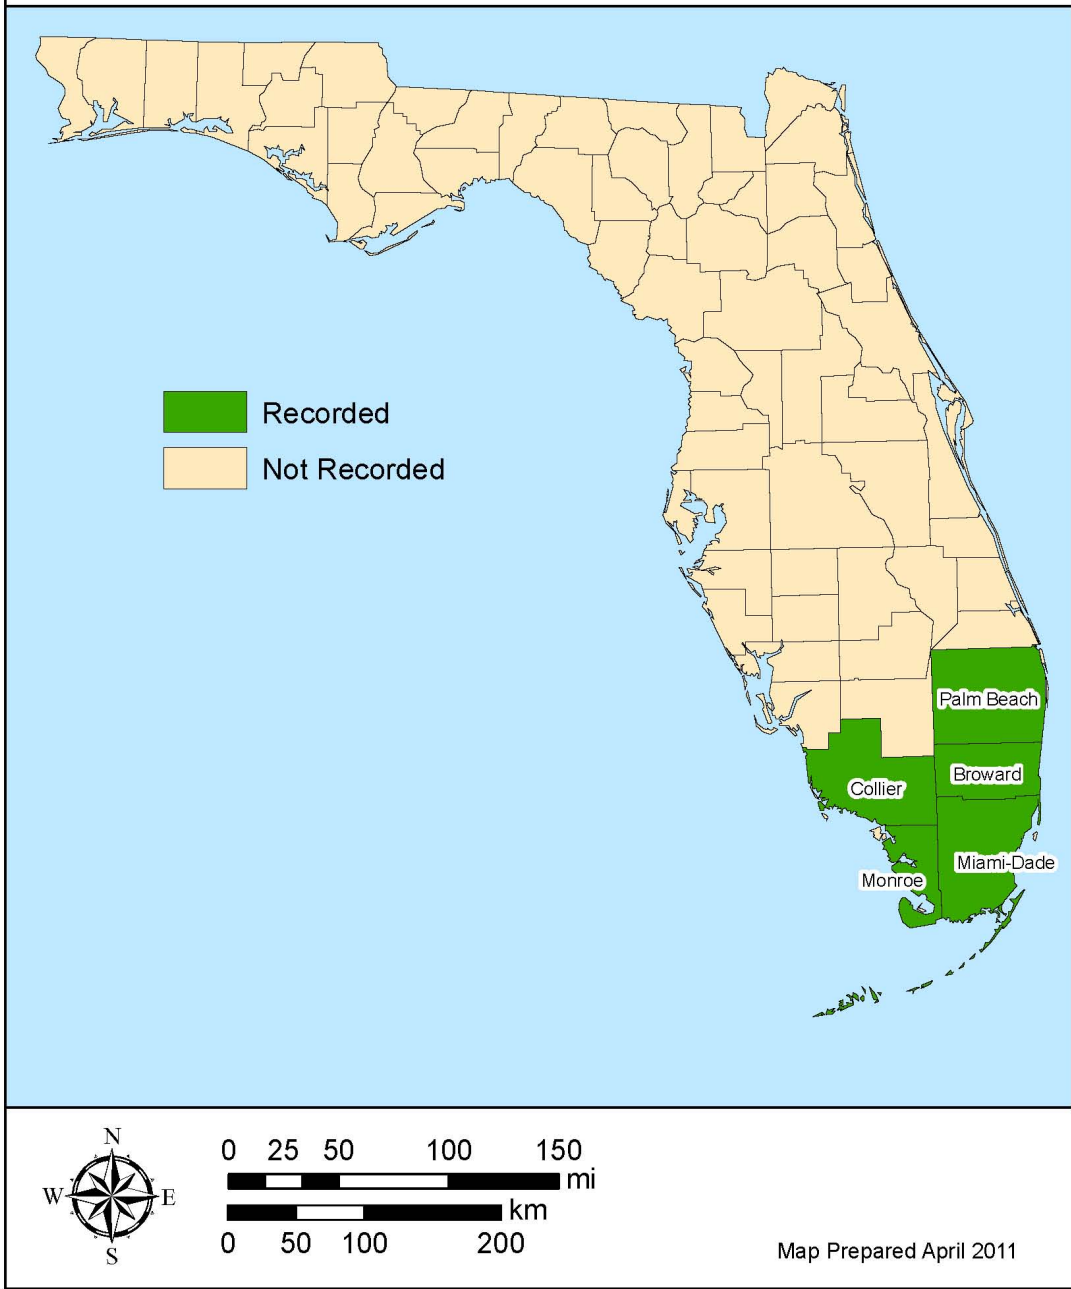 Recorded
Not Recorded
Palm Beach
Broward
Collier
Miami-Dade
Monroe
N
W E
S
0 25 50 100 150
mi
km
0 50 100 200
Map Prepared April 2011